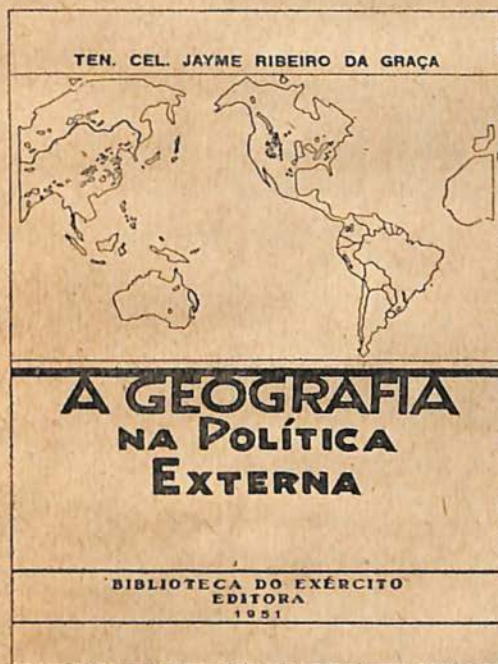 TEN. CEL. JAYME RIBEIRO DA GRAÇA
A GEOGRAFIA
NA POLÍTICA
EXTERNA
BIBLIOTECA DO EXÉRCITO
EDITORA
1951